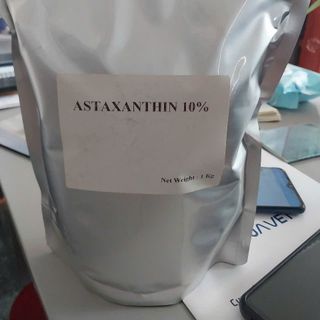 ASTAXANTHIN 10%
Net Weight : 1 Kg